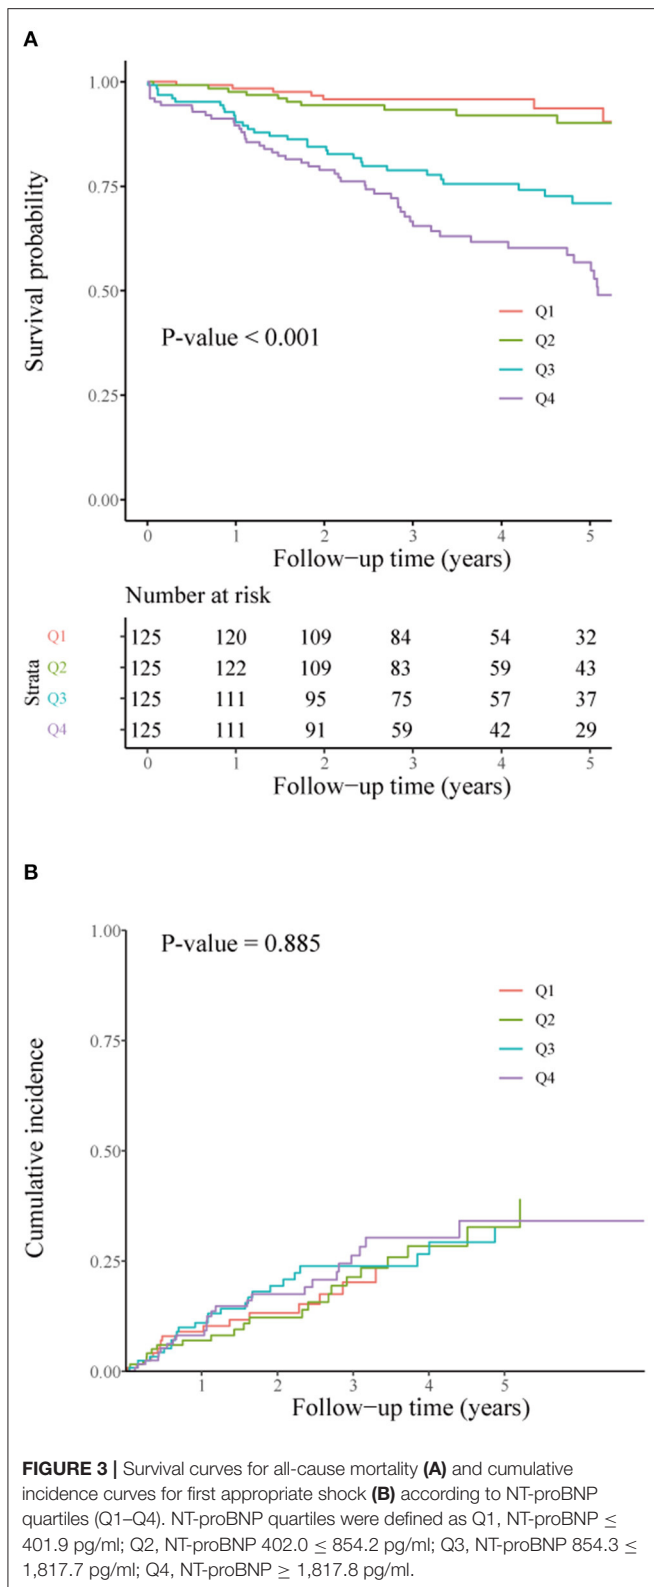 A
1.00
0.75
0.50
0.25
0.00
Survival probability
P-value < 0.001
Q1
Q2
Q3
Q4
0 1 2 3 4 5
Follow-up time (years)
Number at risk
Strata
Q1 125 120 109 84 54 32
Q2 125 122 109 83 59 43
Q3 125 111 95 75 57 37
Q4 125 111 91 59 42 29
0 1 2 3 4 5
Follow-up time (years)
B
1.00
0.75
0.50
0.25
0.00
Cumulative incidence
P-value = 0.885
Q1
Q2
Q3
Q4
1 2 3 4 5
Follow-up time (years)
FIGURE 3 | Survival curves for all-cause mortality (A) and cumulative
incidence curves for first appropriate shock (B) according to NT-proBNP
quartiles (Q1–Q4). NT-proBNP quartiles were defined as Q1, NT-proBNP ≤
401.9 pg/ml; Q2, NT-proBNP 402.0 ≤ 854.2 pg/ml; Q3, NT-proBNP 854.3 ≤
1,817.7 pg/ml; Q4, NT-proBNP ≥ 1,817.8 pg/ml.